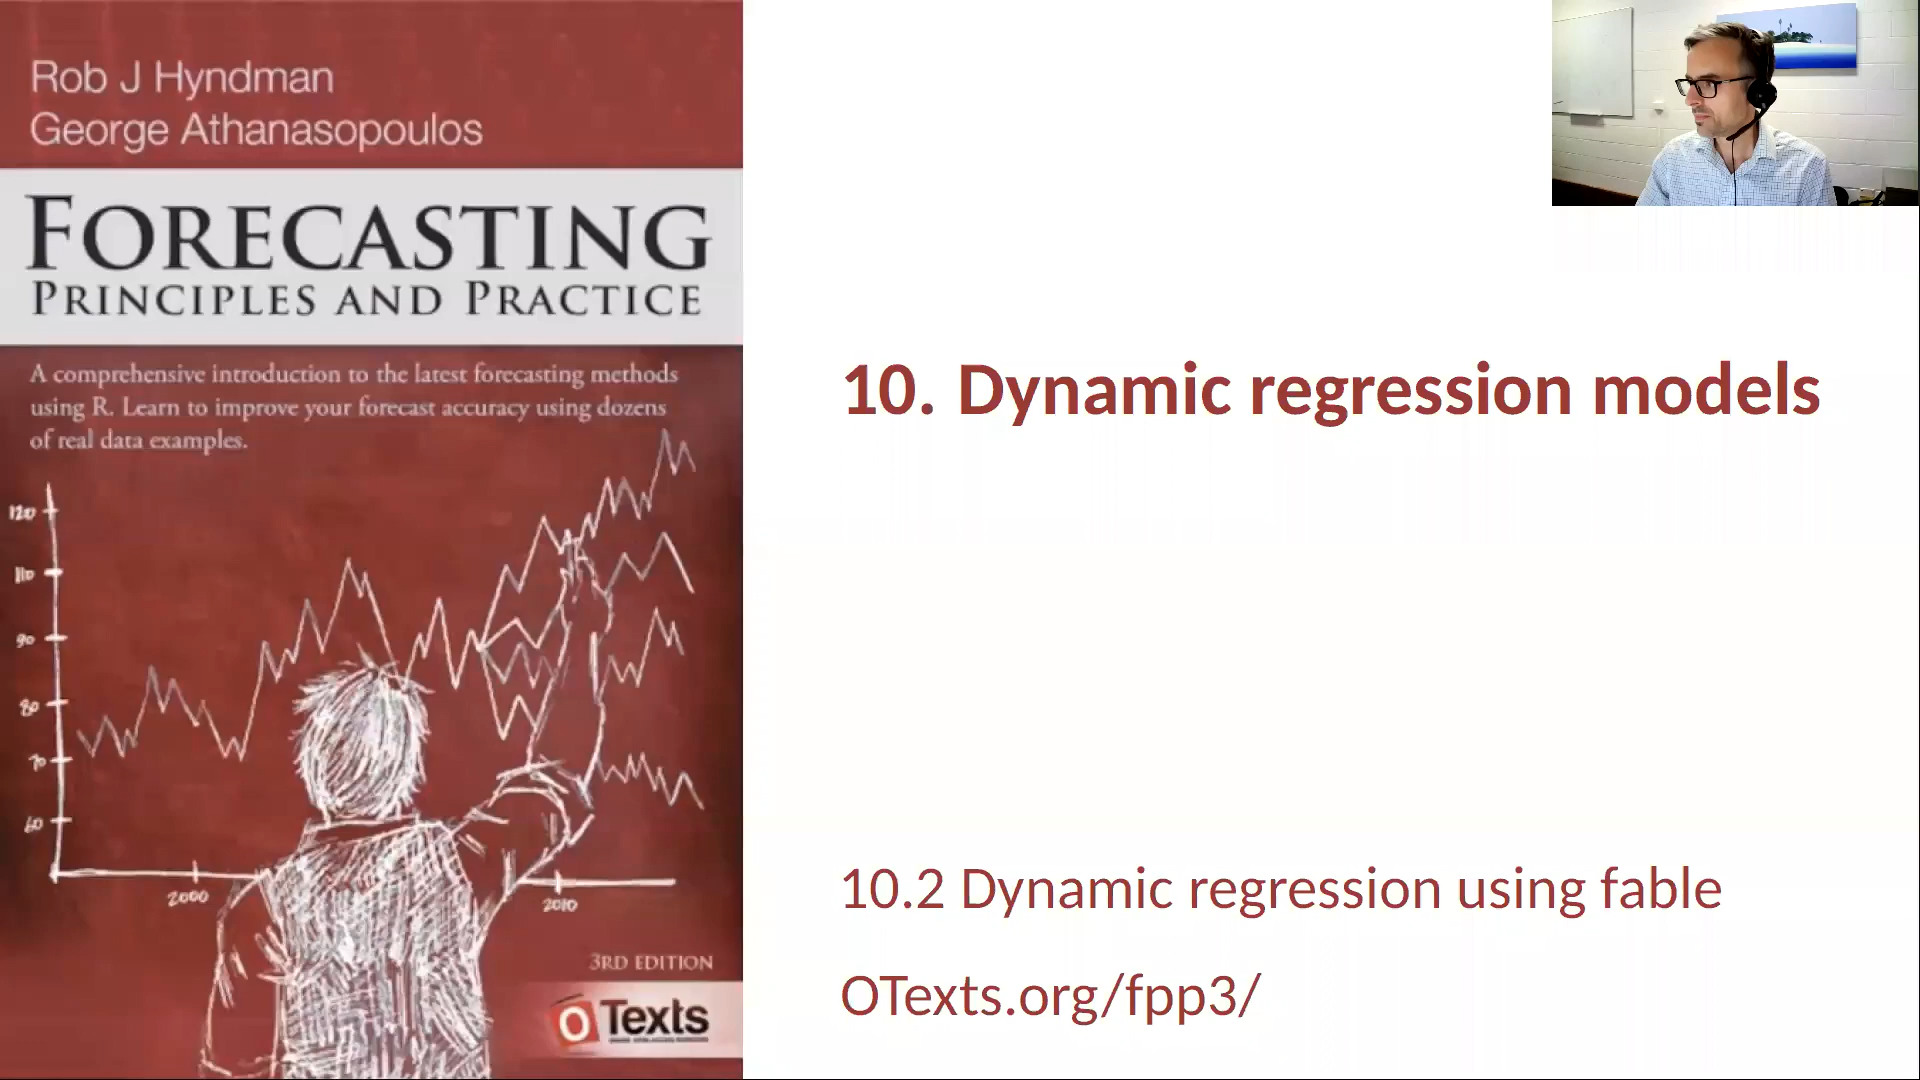 Rob J Hyndman
George Athanasopoulos
FORECASTING
PRINCIPLES AND PRACTICE
A comprehensive introduction to the latest forecasting methods
using R. Learn to improve your forecast accuracy using dozens
of real data examples.
120
110
90
80
70
60
2000
2010
3RD EDITION
OTexts
10. Dynamic regression models
10.2 Dynamic regression using fable
OTexts.org/fpp3/